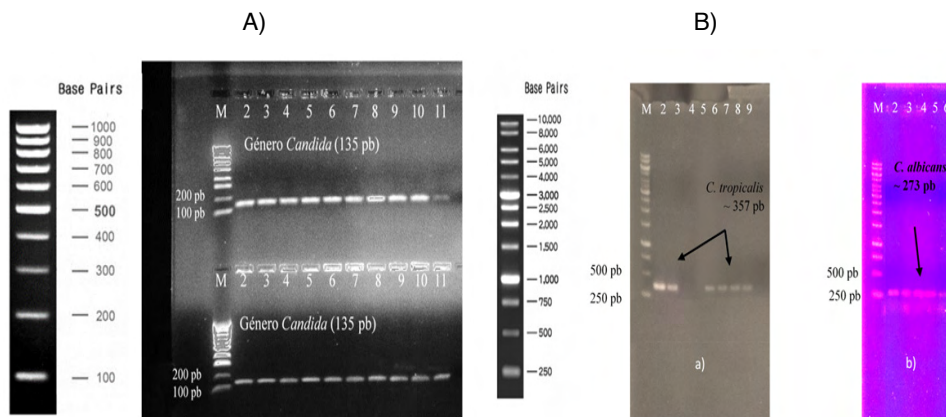 A)
B)
Base Pairs
1000
900
800
700
600
500
400
300
200
100
M 2 3 4 5 6 7 8 9 10 11
Género Candida (135 pb)
200 pb
100 pb
M 2 3 4 5 6 7 8 9 10 11
Género Candida (135 pb)
200 pb
100 pb
Base Pairs
10.000
8,000
6,000
5,000
4,000
3,000
2,500
2,000
1,500
1,000
750
500
250
M 2 3 4 5 6 7 8 9
C. tropicalis
~ 357 pb
500 pb
250 pb
a)
M 2 3 4 5 6
C. albicans
~ 273 pb
500 pb
250 pb
b)